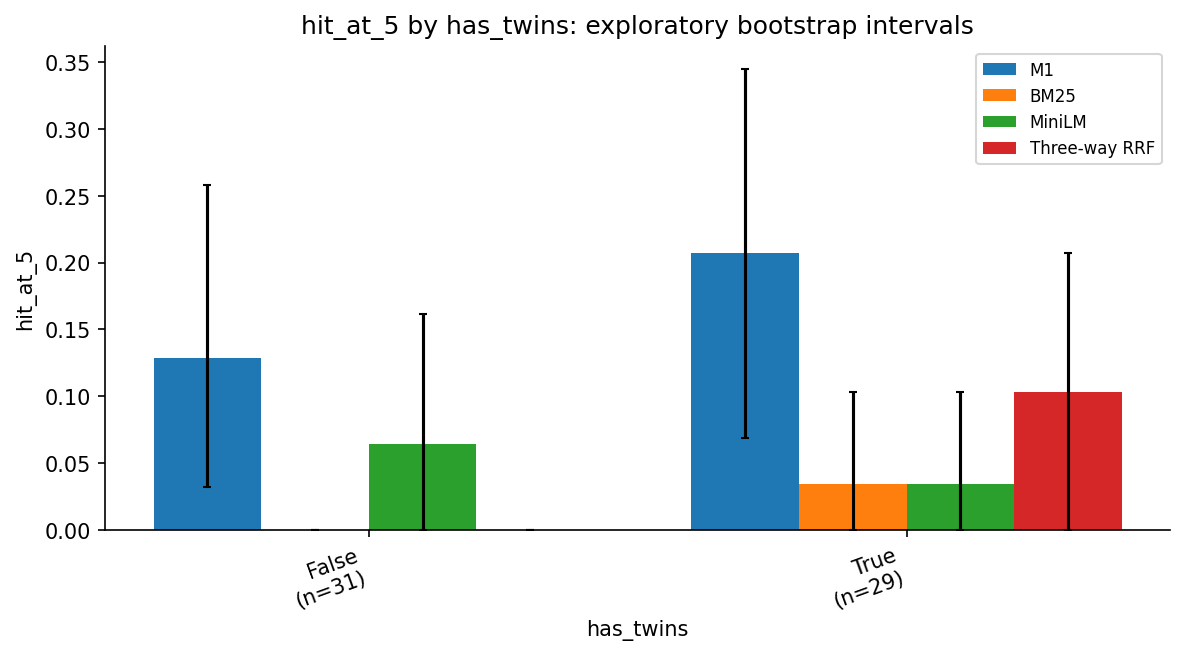 hit_at_5 by has_twins: exploratory bootstrap intervals
M1
BM25
MiniLM
Three-way RRF
hit_at_5
0.35
0.30
0.25
0.20
0.15
0.10
0.05
0.00
False
(n=31)
True
(n=29)
has_twins